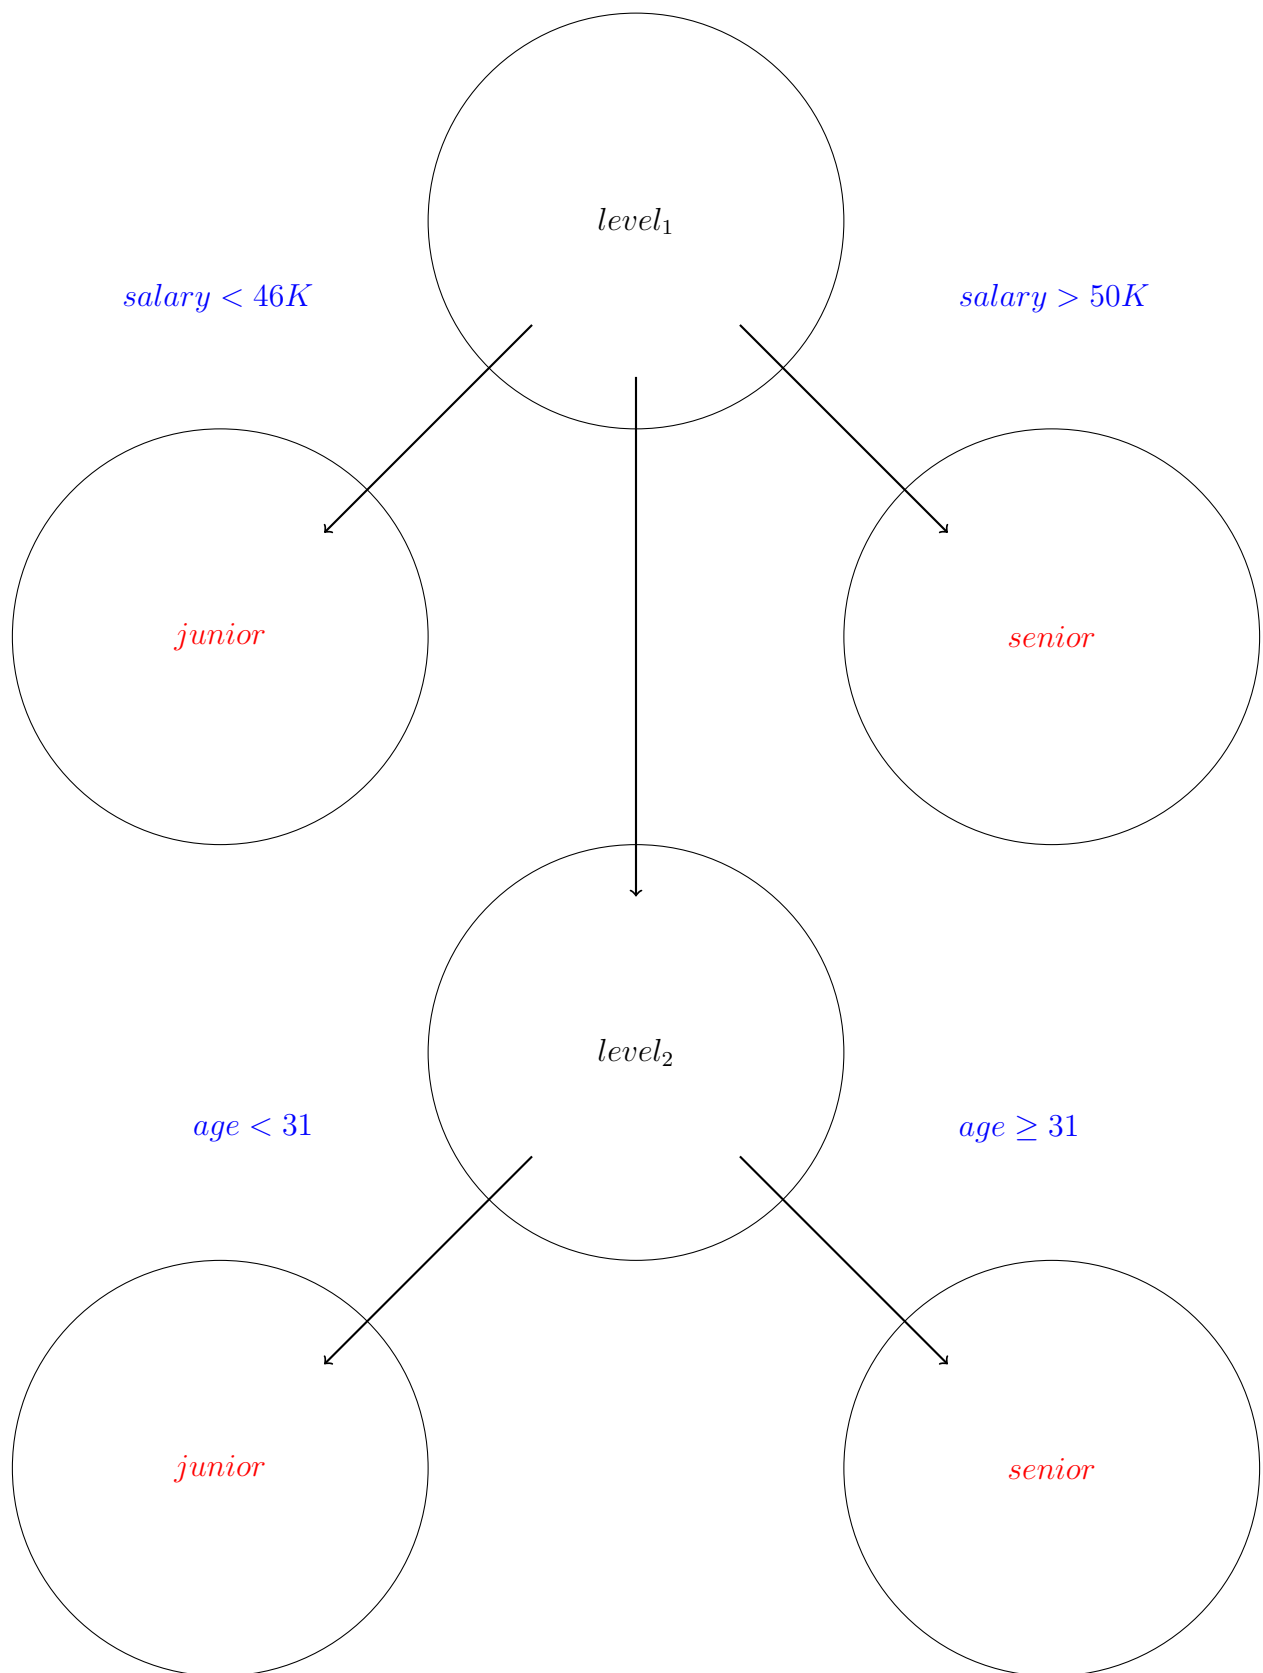 level₁
salary < 46K
salary > 50K
junior
senior
level₂
age < 31
age ≥ 31
junior
senior